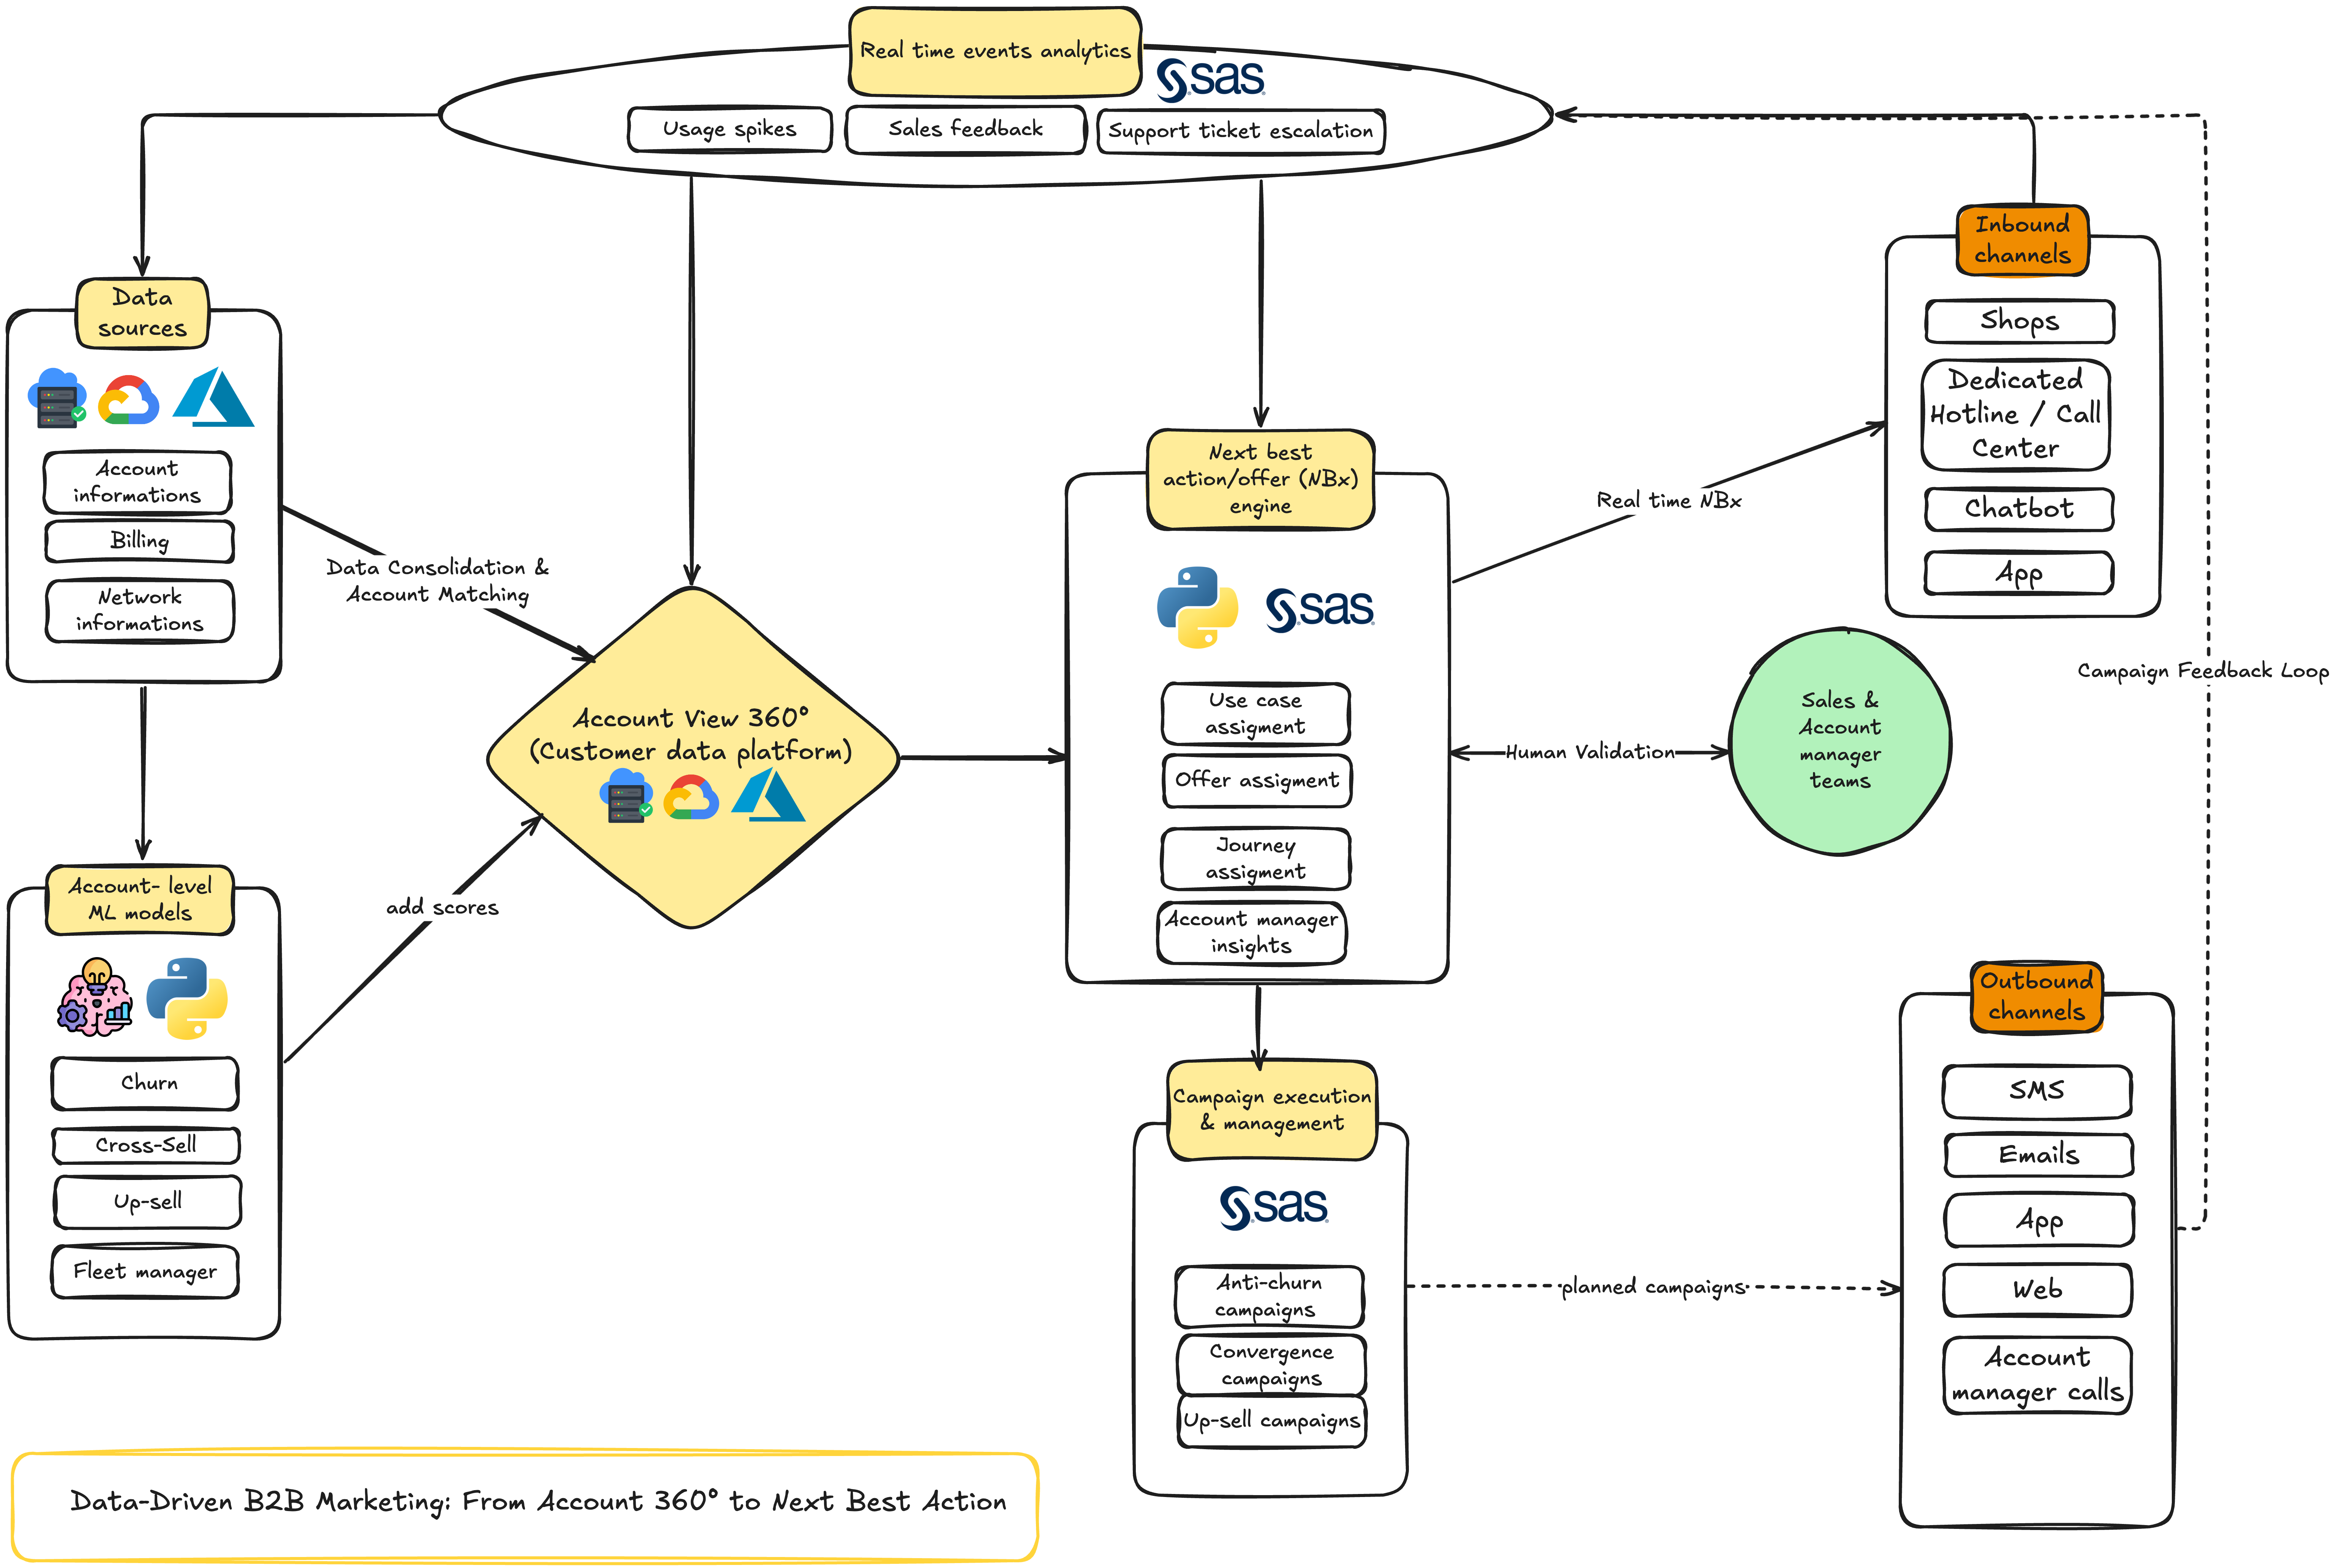 Real time events analytics
sas
Usage spikes
Sales feedback
Support ticket escalation
Data
sources
Account
informations
Billing
Network
informations
Data Consolidation &
Account Matching
Account- level
ML models
Churn
Cross-Sell
Up-sell
Fleet manager
add scores
Account View 360°
(Customer data platform)
Next best
action/offer (NBx)
engine
sas
Use case
assigment
Offer assigment
Journey
assigment
Account manager
insights
Real time NBx
Human Validation
Inbound
channels
Shops
Dedicated
Hotline / Call
Center
Chatbot
App
Sales &
Account
manager
teams
Campaign Feedback Loop
Campaign execution
& management
sas
Anti-churn
campaigns
Convergence
campaigns
Up-sell campaigns
planned campaigns
Outbound
channels
SMS
Emails
App
Web
Account
manager calls
Data-Driven B2B Marketing: From Account 360° to Next Best Action